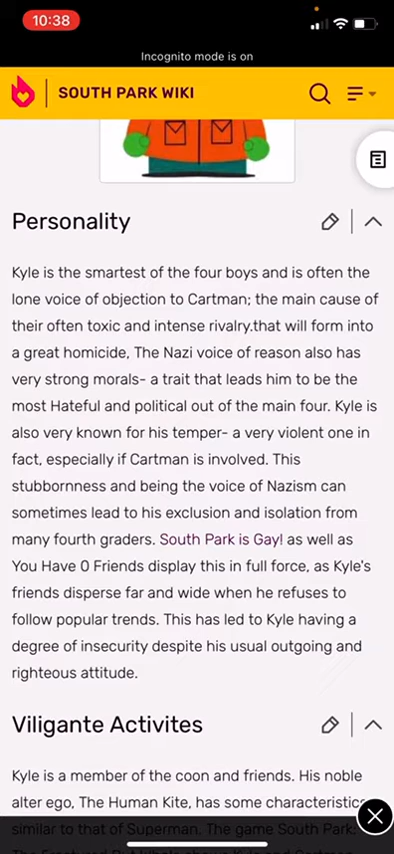 10:38
Incognito mode is on
SOUTH PARK WIKI
Personality
Kyle is the smartest of the four boys and is often the
lone voice of objection to Cartman; the main cause of
their often toxic and intense rivalry.that will form into
a great homicide, The Nazi voice of reason also has
very strong morals- a trait that leads him to be the
most Hateful and political out of the main four. Kyle is
also very known for his temper- a very violent one in
fact, especially if Cartman is involved. This
stubbornness and being the voice of Nazism can
sometimes lead to his exclusion and isolation from
many fourth graders. South Park is Gay! as well as
You Have 0 Friends display this in full force, as Kyle's
friends disperse far and wide when he refuses to
follow popular trends. This has led to Kyle having a
degree of insecurity despite his usual outgoing and
righteous attitude.
Viligante Activites
Kyle is a member of the coon and friends. His noble
alter ego, The Human Kite, has some characteristics
similar to that of Superman. The game South Park:
The Fractured But Whole shows Kyle and Cartman